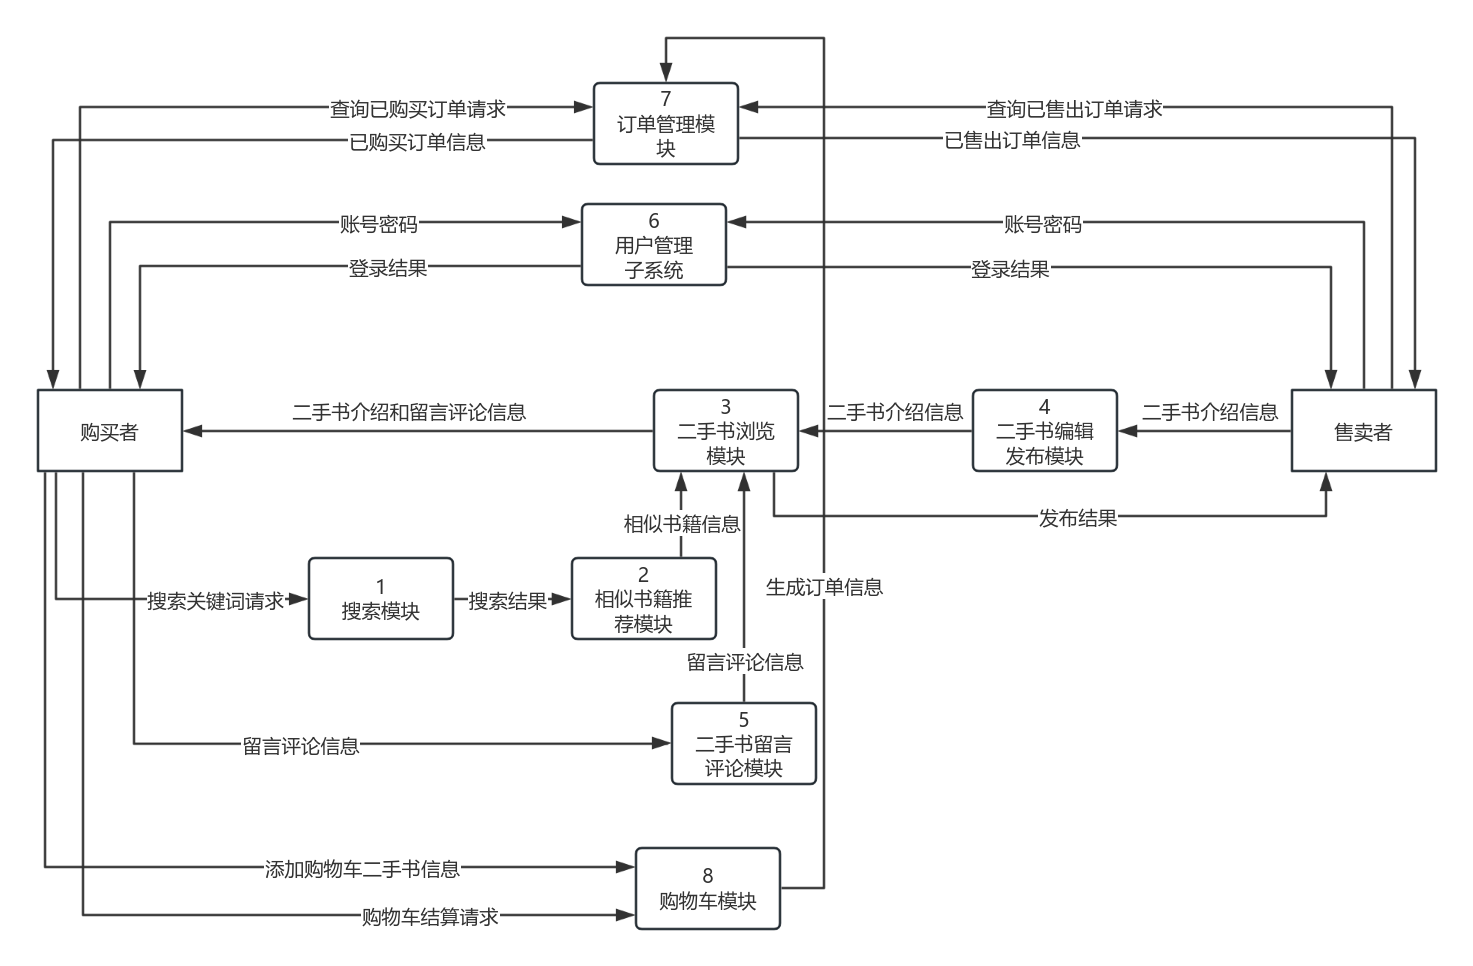 7
订单管理模
块
查询已购买订单请求
查询已售出订单请求
已购买订单信息
已售出订单信息
6
用户管理
子系统
账号密码
账号密码
登录结果
登录结果
购买者
二手书介绍和留言评论信息
3
二手书浏览
模块
二手书介绍信息
4
二手书编辑
发布模块
二手书介绍信息
售卖者
相似书籍信息
发布结果
搜索关键词请求
1
搜索模块
搜索结果
2
相似书籍推
荐模块
生成订单信息
留言评论信息
留言评论信息
5
二手书留言
评论模块
添加购物车二手书信息
8
购物车模块
购物车结算请求